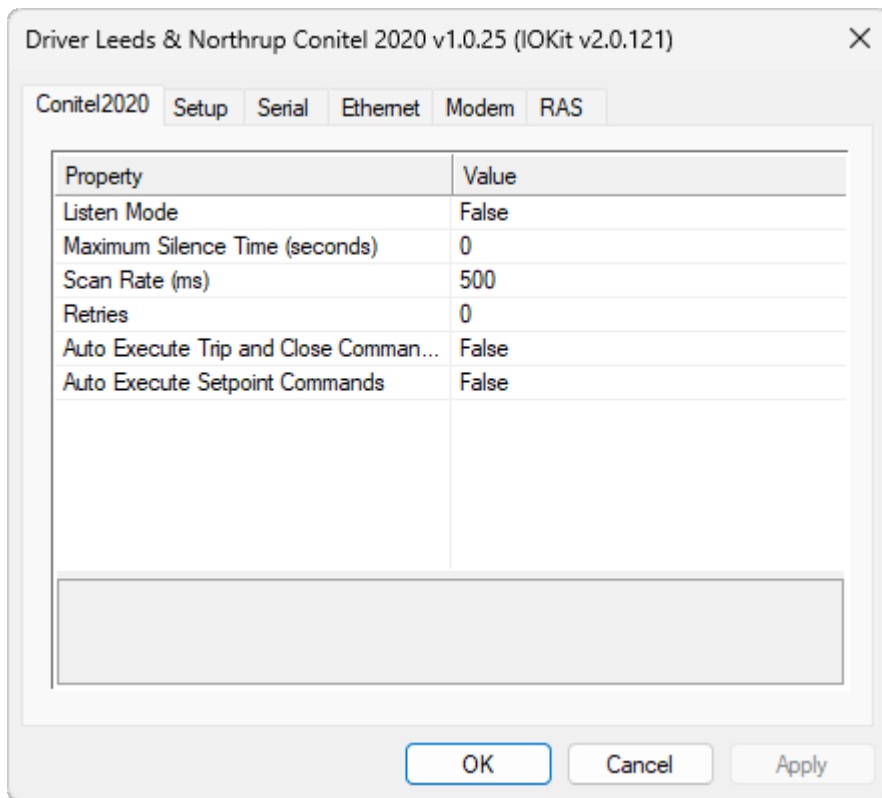 Driver Leeds & Northrup Conitel 2020 v1.0.25 (IOKit v2.0.121)
Conitel2020 Setup Serial Ethernet Modem RAS
Property Value
Listen Mode False
Maximum Silence Time (seconds) 0
Scan Rate (ms) 500
Retries 0
Auto Execute Trip and Close Comman... False
Auto Execute Setpoint Commands False
OK Cancel Apply